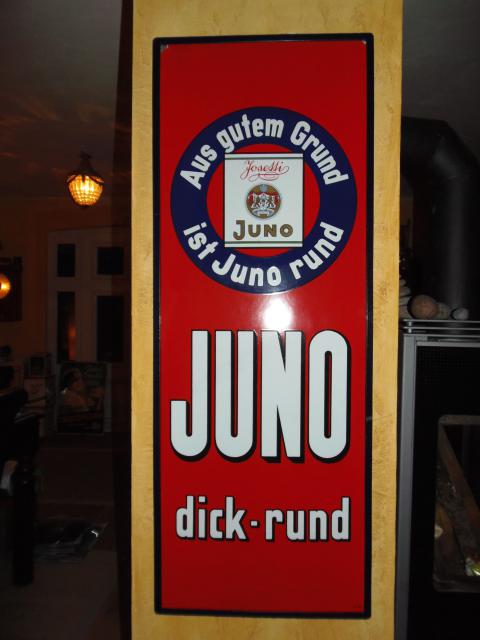 Aus gutem Grund
Josetti
JUNO
ist Juno rund
JUNO
dick-rund